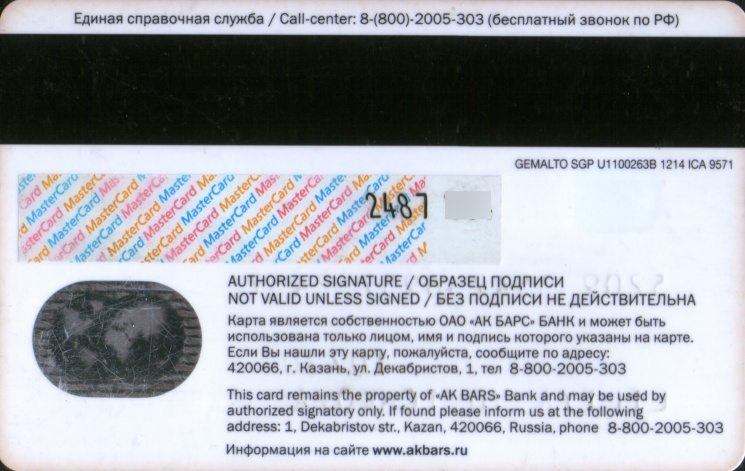 Единая справочная служба / Call-center: 8-(800)-2005-303 (бесплатный звонок по РФ)
GEMALTO SGP U1100263B 1214 ICA 9571
MasterCard MasterCard MasterCard MasterCard
2487
AUTHORIZED SIGNATURE / ОБРАЗЕЦ ПОДПИСИ
NOT VALID UNLESS SIGNED / БЕЗ ПОДПИСИ НЕ ДЕЙСТВИТЕЛЬНА
Карта является собственностью ОАО «АК БАРС» БАНК и может быть
использована только лицом, имя и подпись которого указаны на карте.
Если Вы нашли эту карту, пожалуйста, сообщите по адресу:
420066, г. Казань, ул. Декабристов, 1, тел 8-800-2005-303
This card remains the property of «AK BARS» Bank and may be used by
authorized signatory only. If found please inform us at the following
address: 1, Dekabristov str., Kazan, 420066, Russia, phone 8-800-2005-303
Информация на сайте www.akbars.ru